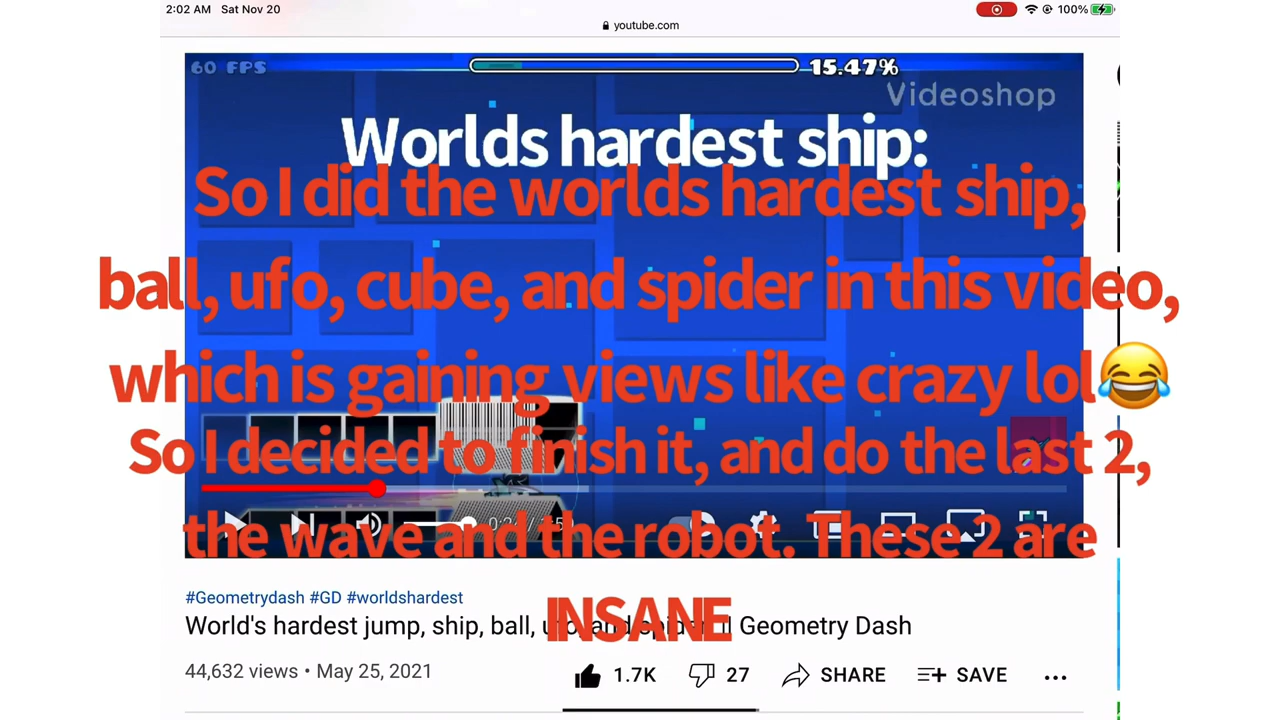 2:02 AM Sat Nov 20
100%
youtube.com
60 FPS
15.47%
Videoshop
Worlds hardest ship:
So I did the worlds hardest ship,
ball, ufo, cube, and spider in this video,
which is gaining views like crazy lol😂
So I decided to finish it, and do the last 2,
the wave and the robot. These 2 are
INSANE
#Geometrydash #GD #worldshardest
World's hardest jump, ship, ball, ufo, and spider || Geometry Dash
44,632 views • May 25, 2021
1.7K
27
SHARE
SAVE